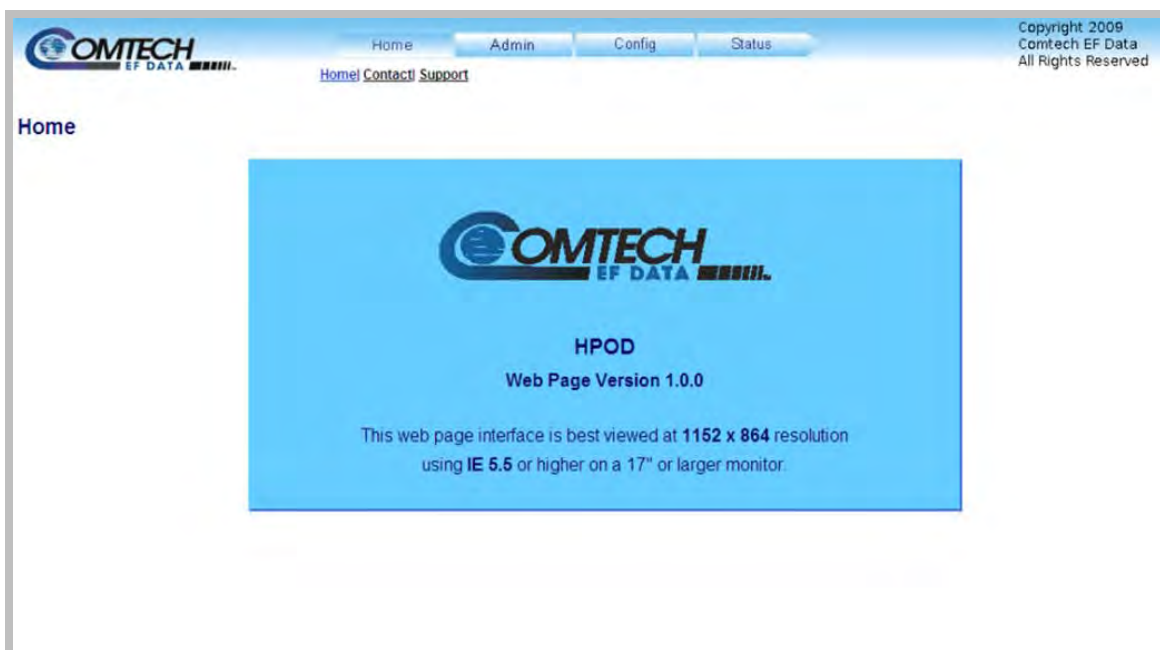 COMTECH
EF DATA
Home Admin Config Status
Home| Contact| Support
Copyright 2009
Comtech EF Data
All Rights Reserved
Home
COMTECH
EF DATA
HPOD
Web Page Version 1.0.0
This web page interface is best viewed at 1152 x 864 resolution
using IE 5.5 or higher on a 17" or larger monitor.